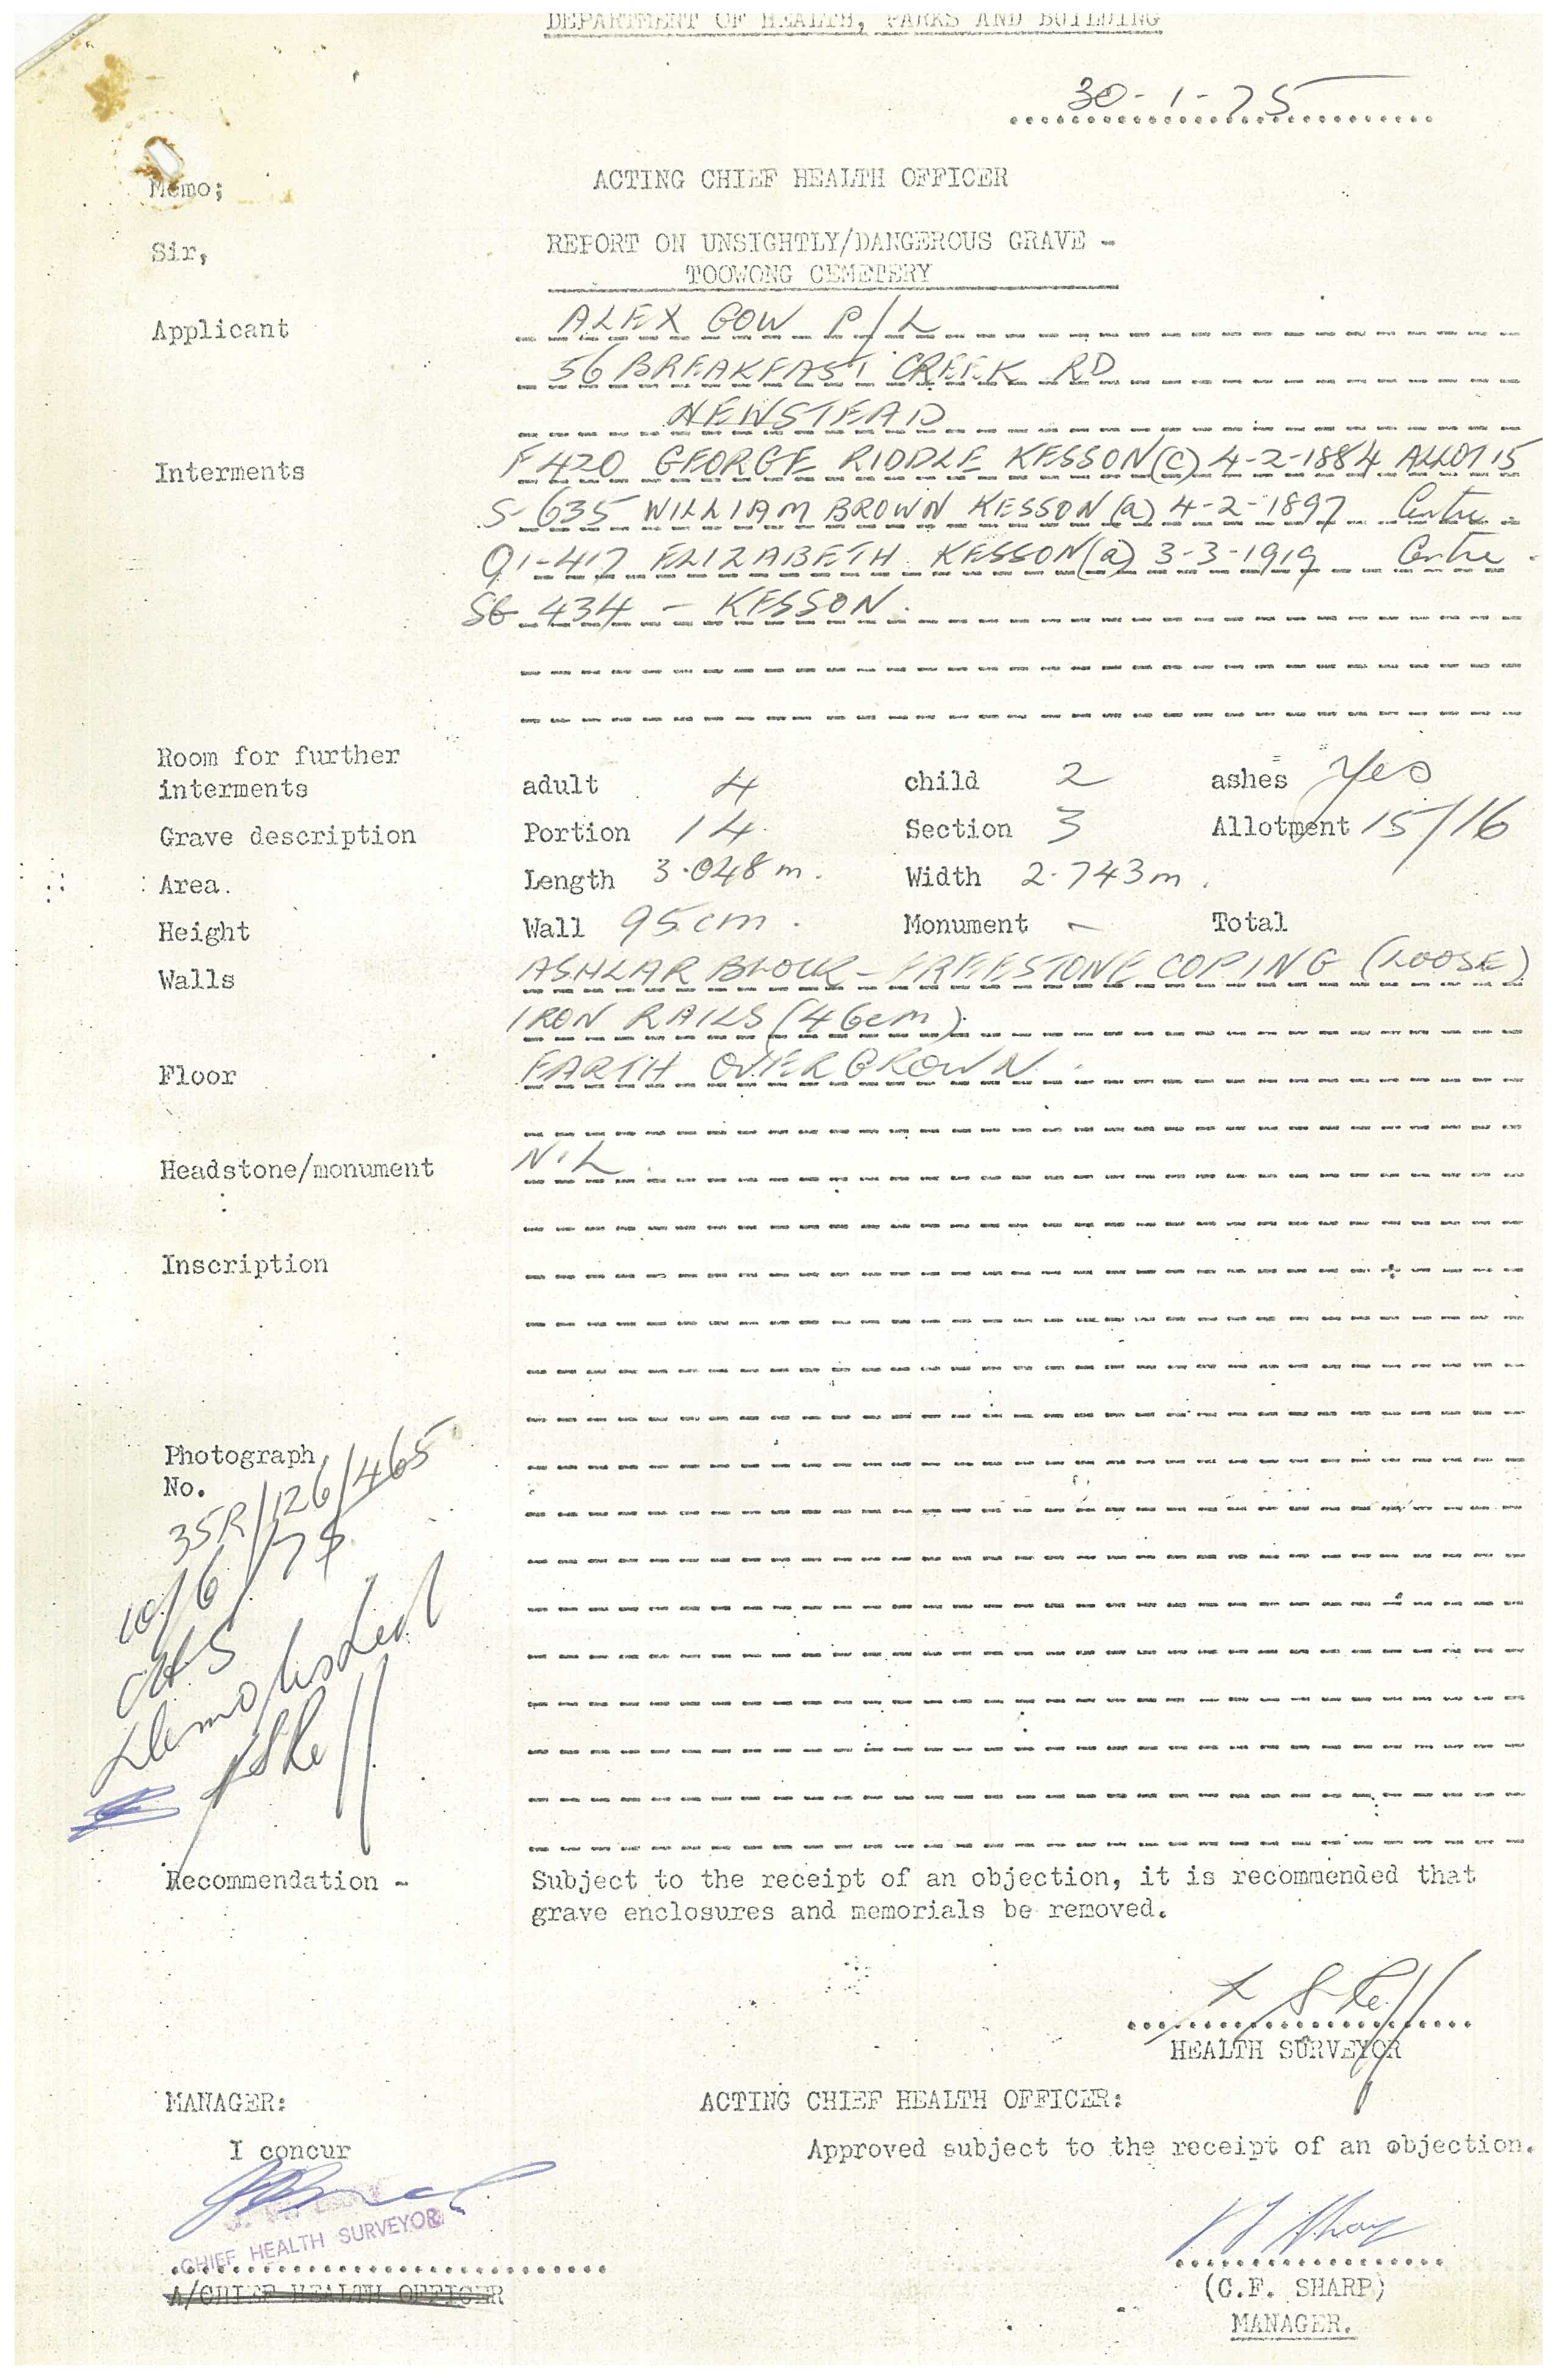 DEPARTMENT OF HEALTH, PARKS AND BUILDING
30-1-75
Memo; ACTING CHIEF HEALTH OFFICER
Sir, REPORT ON UNSIGHTLY/DANGEROUS GRAVE -
TOOWONG CEMETERY
Applicant ALEX GOW P/L
56 BREAKFAST CREEK RD
NEWSTEAD
Interments F420 GEORGE RIDDLE KESSON (c) 4-2-1884 ALLOT 15
S-635 WILLIAM BROWN KESSON (a) 4-2-1897 Centre.
Q1-417 ELIZABETH KESSON (a) 3-3-1919 Centre.
SG 434 - KESSON.
Room for further
interments adult 4 child 2 ashes Yes
Grave description Portion 14. Section 3 Allotment 15/16
Area. Length 3.048m. Width 2.743m.
Height Wall 95cm. Monument - Total
Walls ASHLAR BLOCK - FREESTONE COPING (LOOSE)
IRON RAILS (46cm).
Floor EARTH OVERGROWN.
Headstone/monument NIL.
Inscription
Photograph
No.
35R/126/465
10/6/75
CHS
Demolished
Recommendation - Subject to the receipt of an objection, it is recommended that
grave enclosures and memorials be removed.
HEALTH SURVEYOR
MANAGER: ACTING CHIEF HEALTH OFFICER:
I concur Approved subject to the receipt of an objection.
CHIEF HEALTH SURVEYOR
A/CHIEF HEALTH OFFICER (C.F. SHARP)
MANAGER.